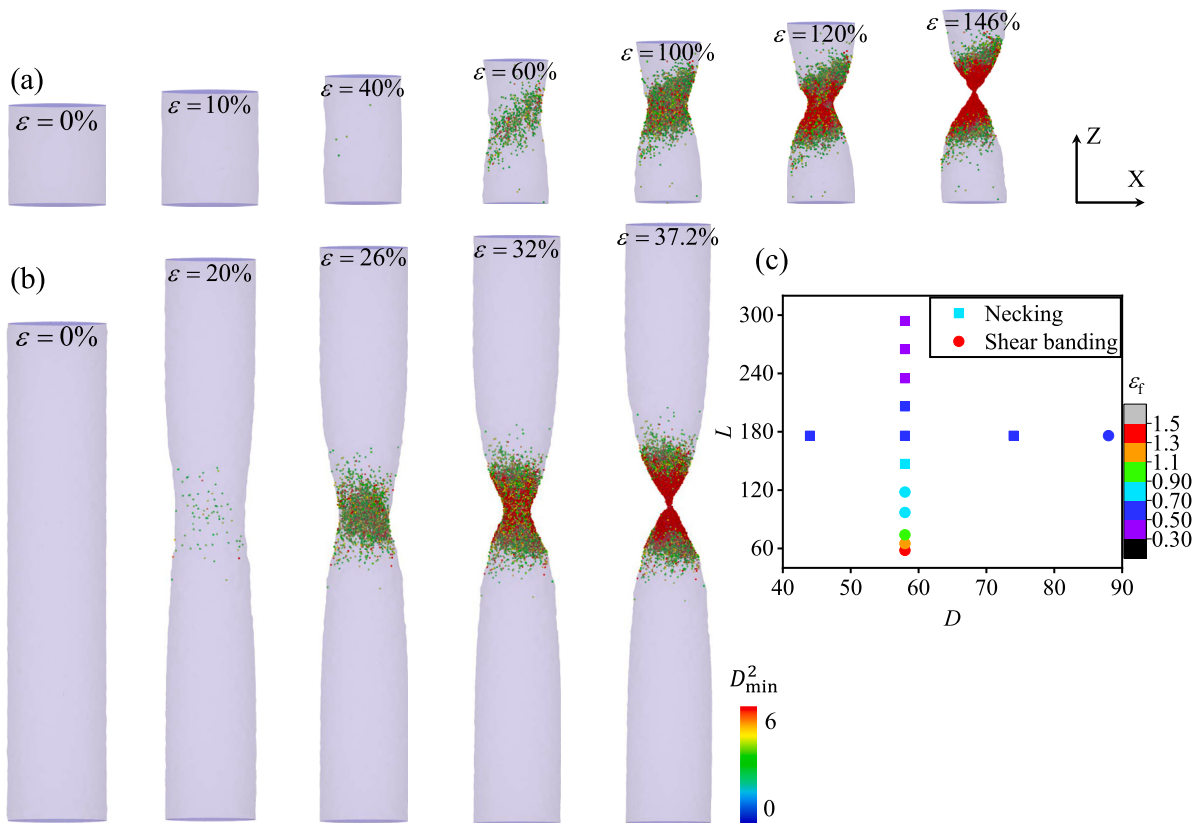 (a)
ε = 0%
ε = 10%
ε = 40%
ε = 60%
ε = 100%
ε = 120%
ε = 146%
Z
X
(b)
ε = 0%
ε = 20%
ε = 26%
ε = 32%
ε = 37.2%
(c)
Necking
Shear banding
300
240
180
120
60
L
40 50 60 70 80 90
D
ε_f
1.5
1.3
1.1
0.90
0.70
0.50
0.30
D²_min
6
0